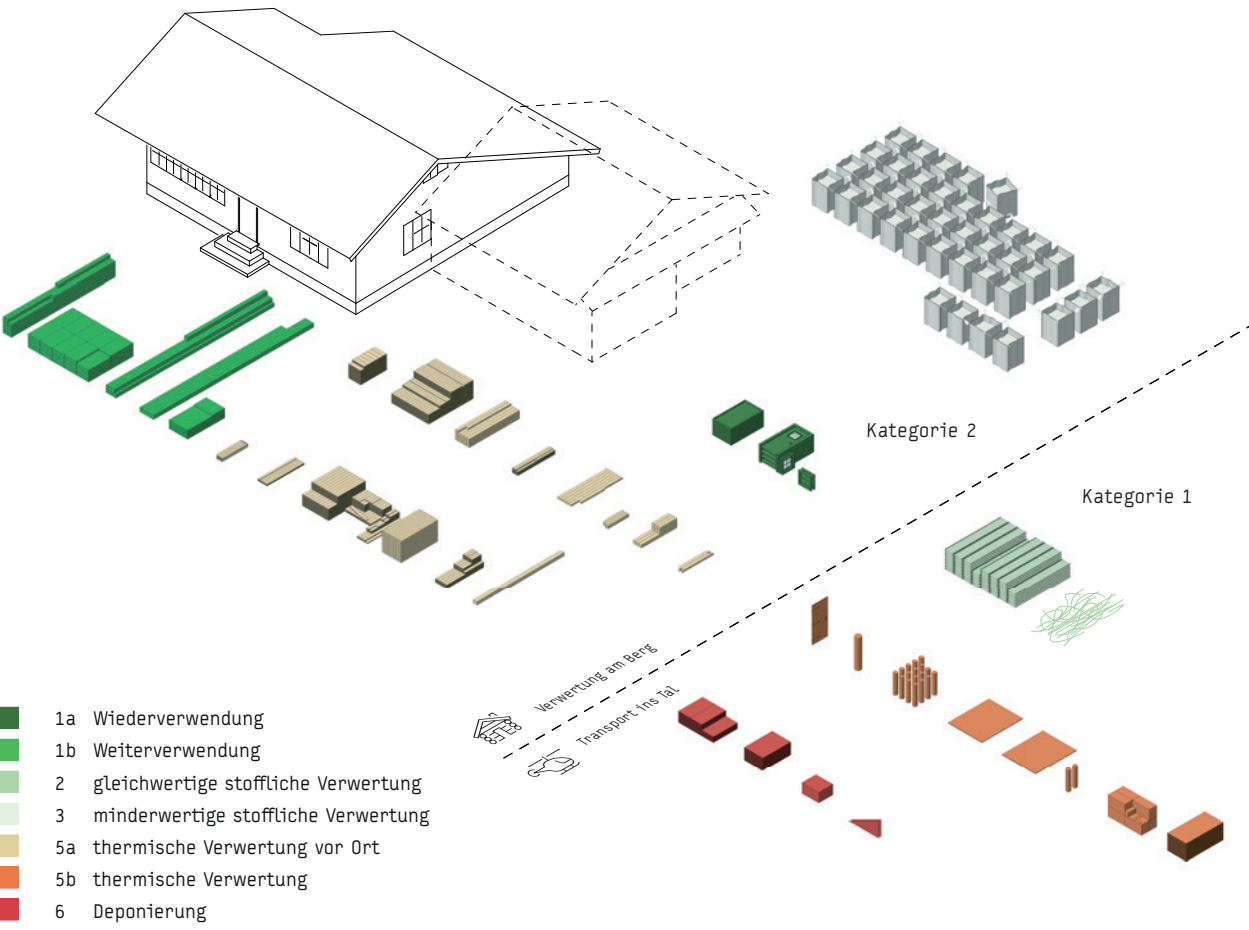 Kategorie 2
Kategorie 1
Verwertung am Berg
Transport ins Tal
1a Wiederverwendung
1b Weiterverwendung
2 gleichwertige stoffliche Verwertung
3 minderwertige stoffliche Verwertung
5a thermische Verwertung vor Ort
5b thermische Verwertung
6 Deponierung